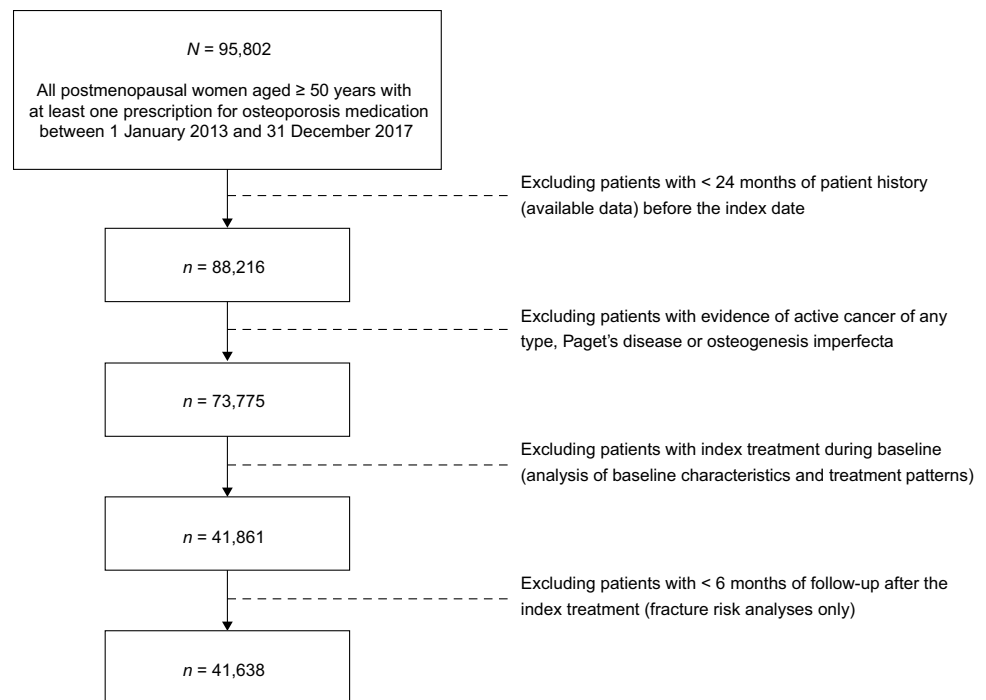 N = 95,802
All postmenopausal women aged ≥ 50 years with
at least one prescription for osteoporosis medication
between 1 January 2013 and 31 December 2017
Excluding patients with < 24 months of patient history
(available data) before the index date
n = 88,216
Excluding patients with evidence of active cancer of any
type, Paget's disease or osteogenesis imperfecta
n = 73,775
Excluding patients with index treatment during baseline
(analysis of baseline characteristics and treatment patterns)
n = 41,861
Excluding patients with < 6 months of follow-up after the
index treatment (fracture risk analyses only)
n = 41,638